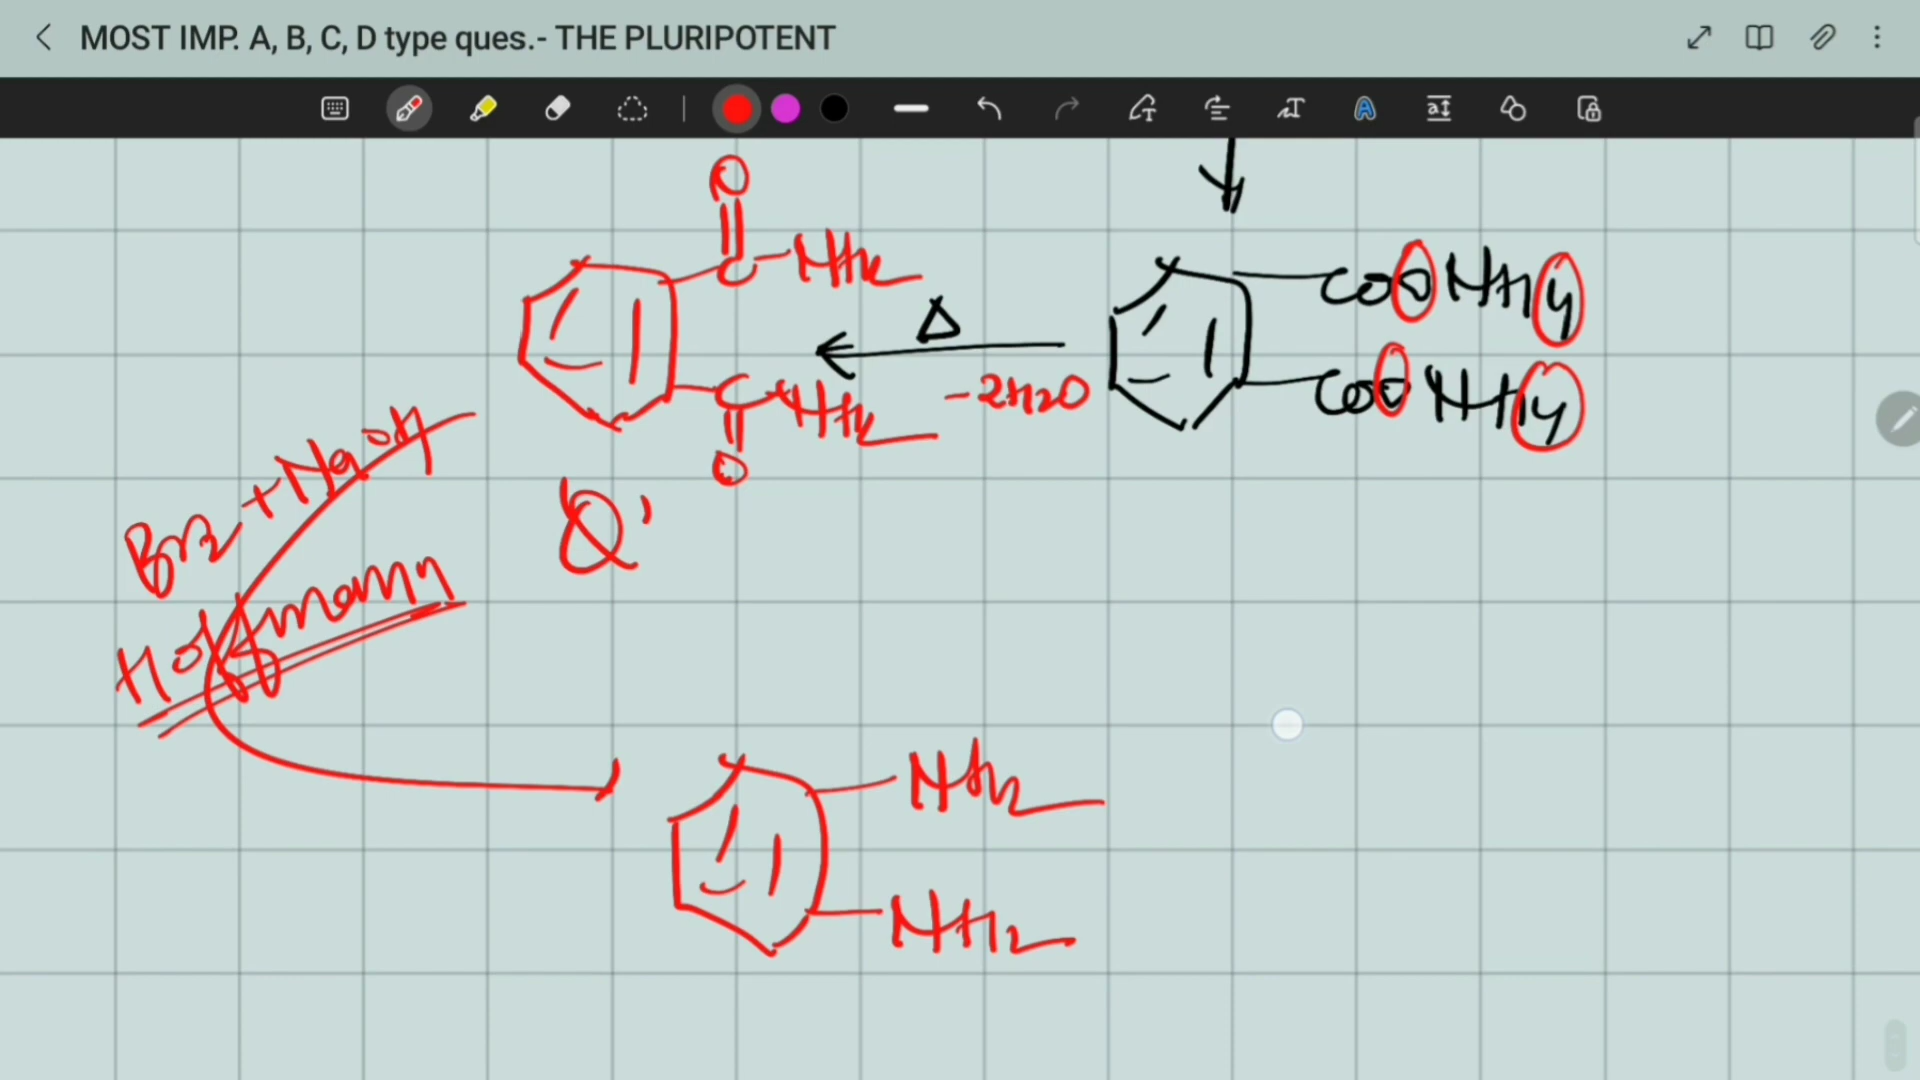 MOST IMP. A, B, C, D type ques.- THE PLURIPOTENT
O
C-NH2
COONH4
Δ
-2H2O
C-NH2
O
COONH4
Br2+NaOH
Hoffmann
Q'
NH2
NH2